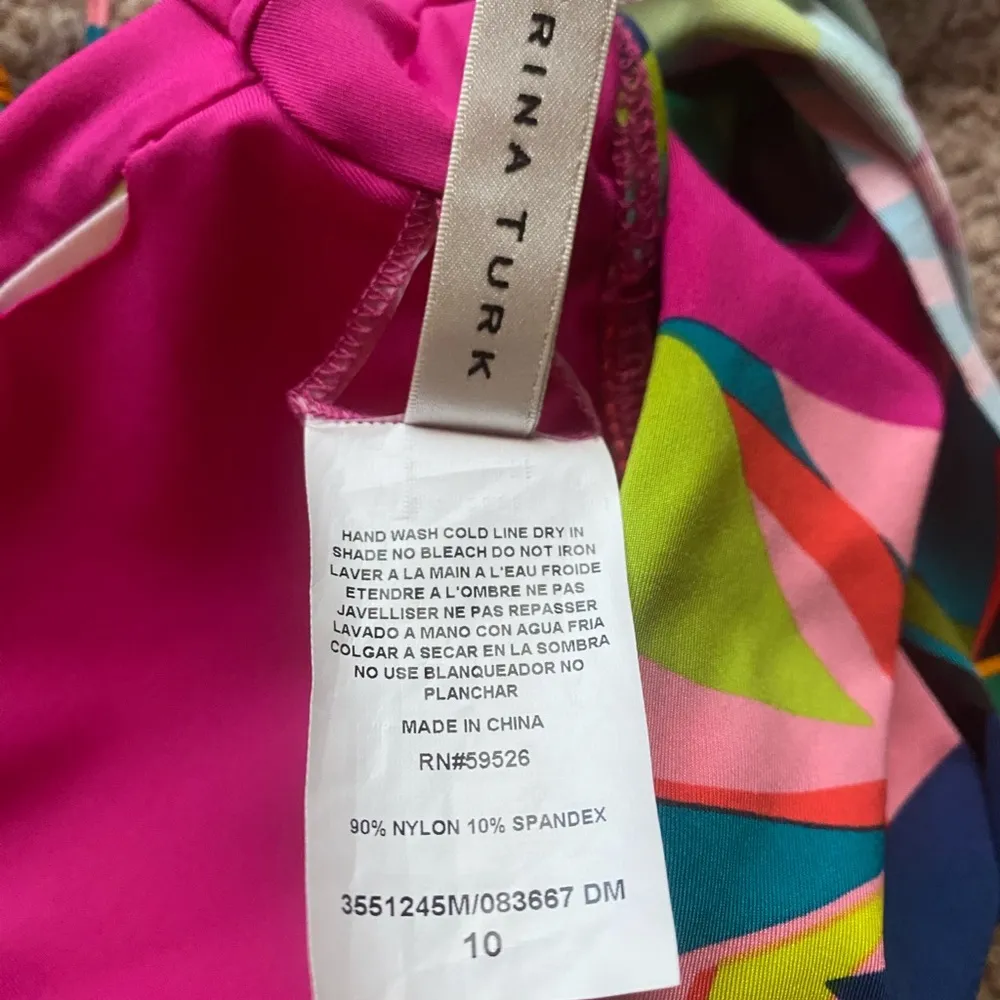 RINA TURK
HAND WASH COLD LINE DRY IN
SHADE NO BLEACH DO NOT IRON
LAVER A LA MAIN A L'EAU FROIDE
ETENDRE A L'OMBRE NE PAS
JAVELLISER NE PAS REPASSER
LAVADO A MANO CON AGUA FRIA
COLGAR A SECAR EN LA SOMBRA
NO USE BLANQUEADOR NO
PLANCHAR
MADE IN CHINA
RN#59526
90% NYLON 10% SPANDEX
3551245M/083667 DM
10